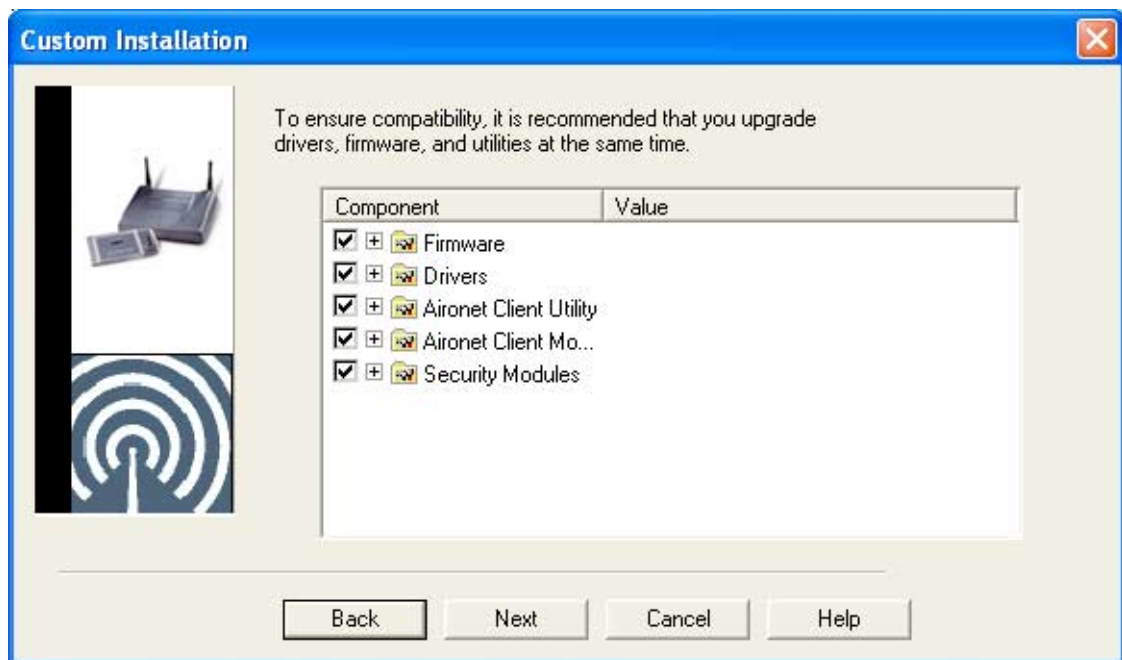 Custom Installation
To ensure compatibility, it is recommended that you upgrade
drivers, firmware, and utilities at the same time.
Component Value
Firmware
Drivers
Aironet Client Utility
Aironet Client Mo...
Security Modules
Back Next Cancel Help